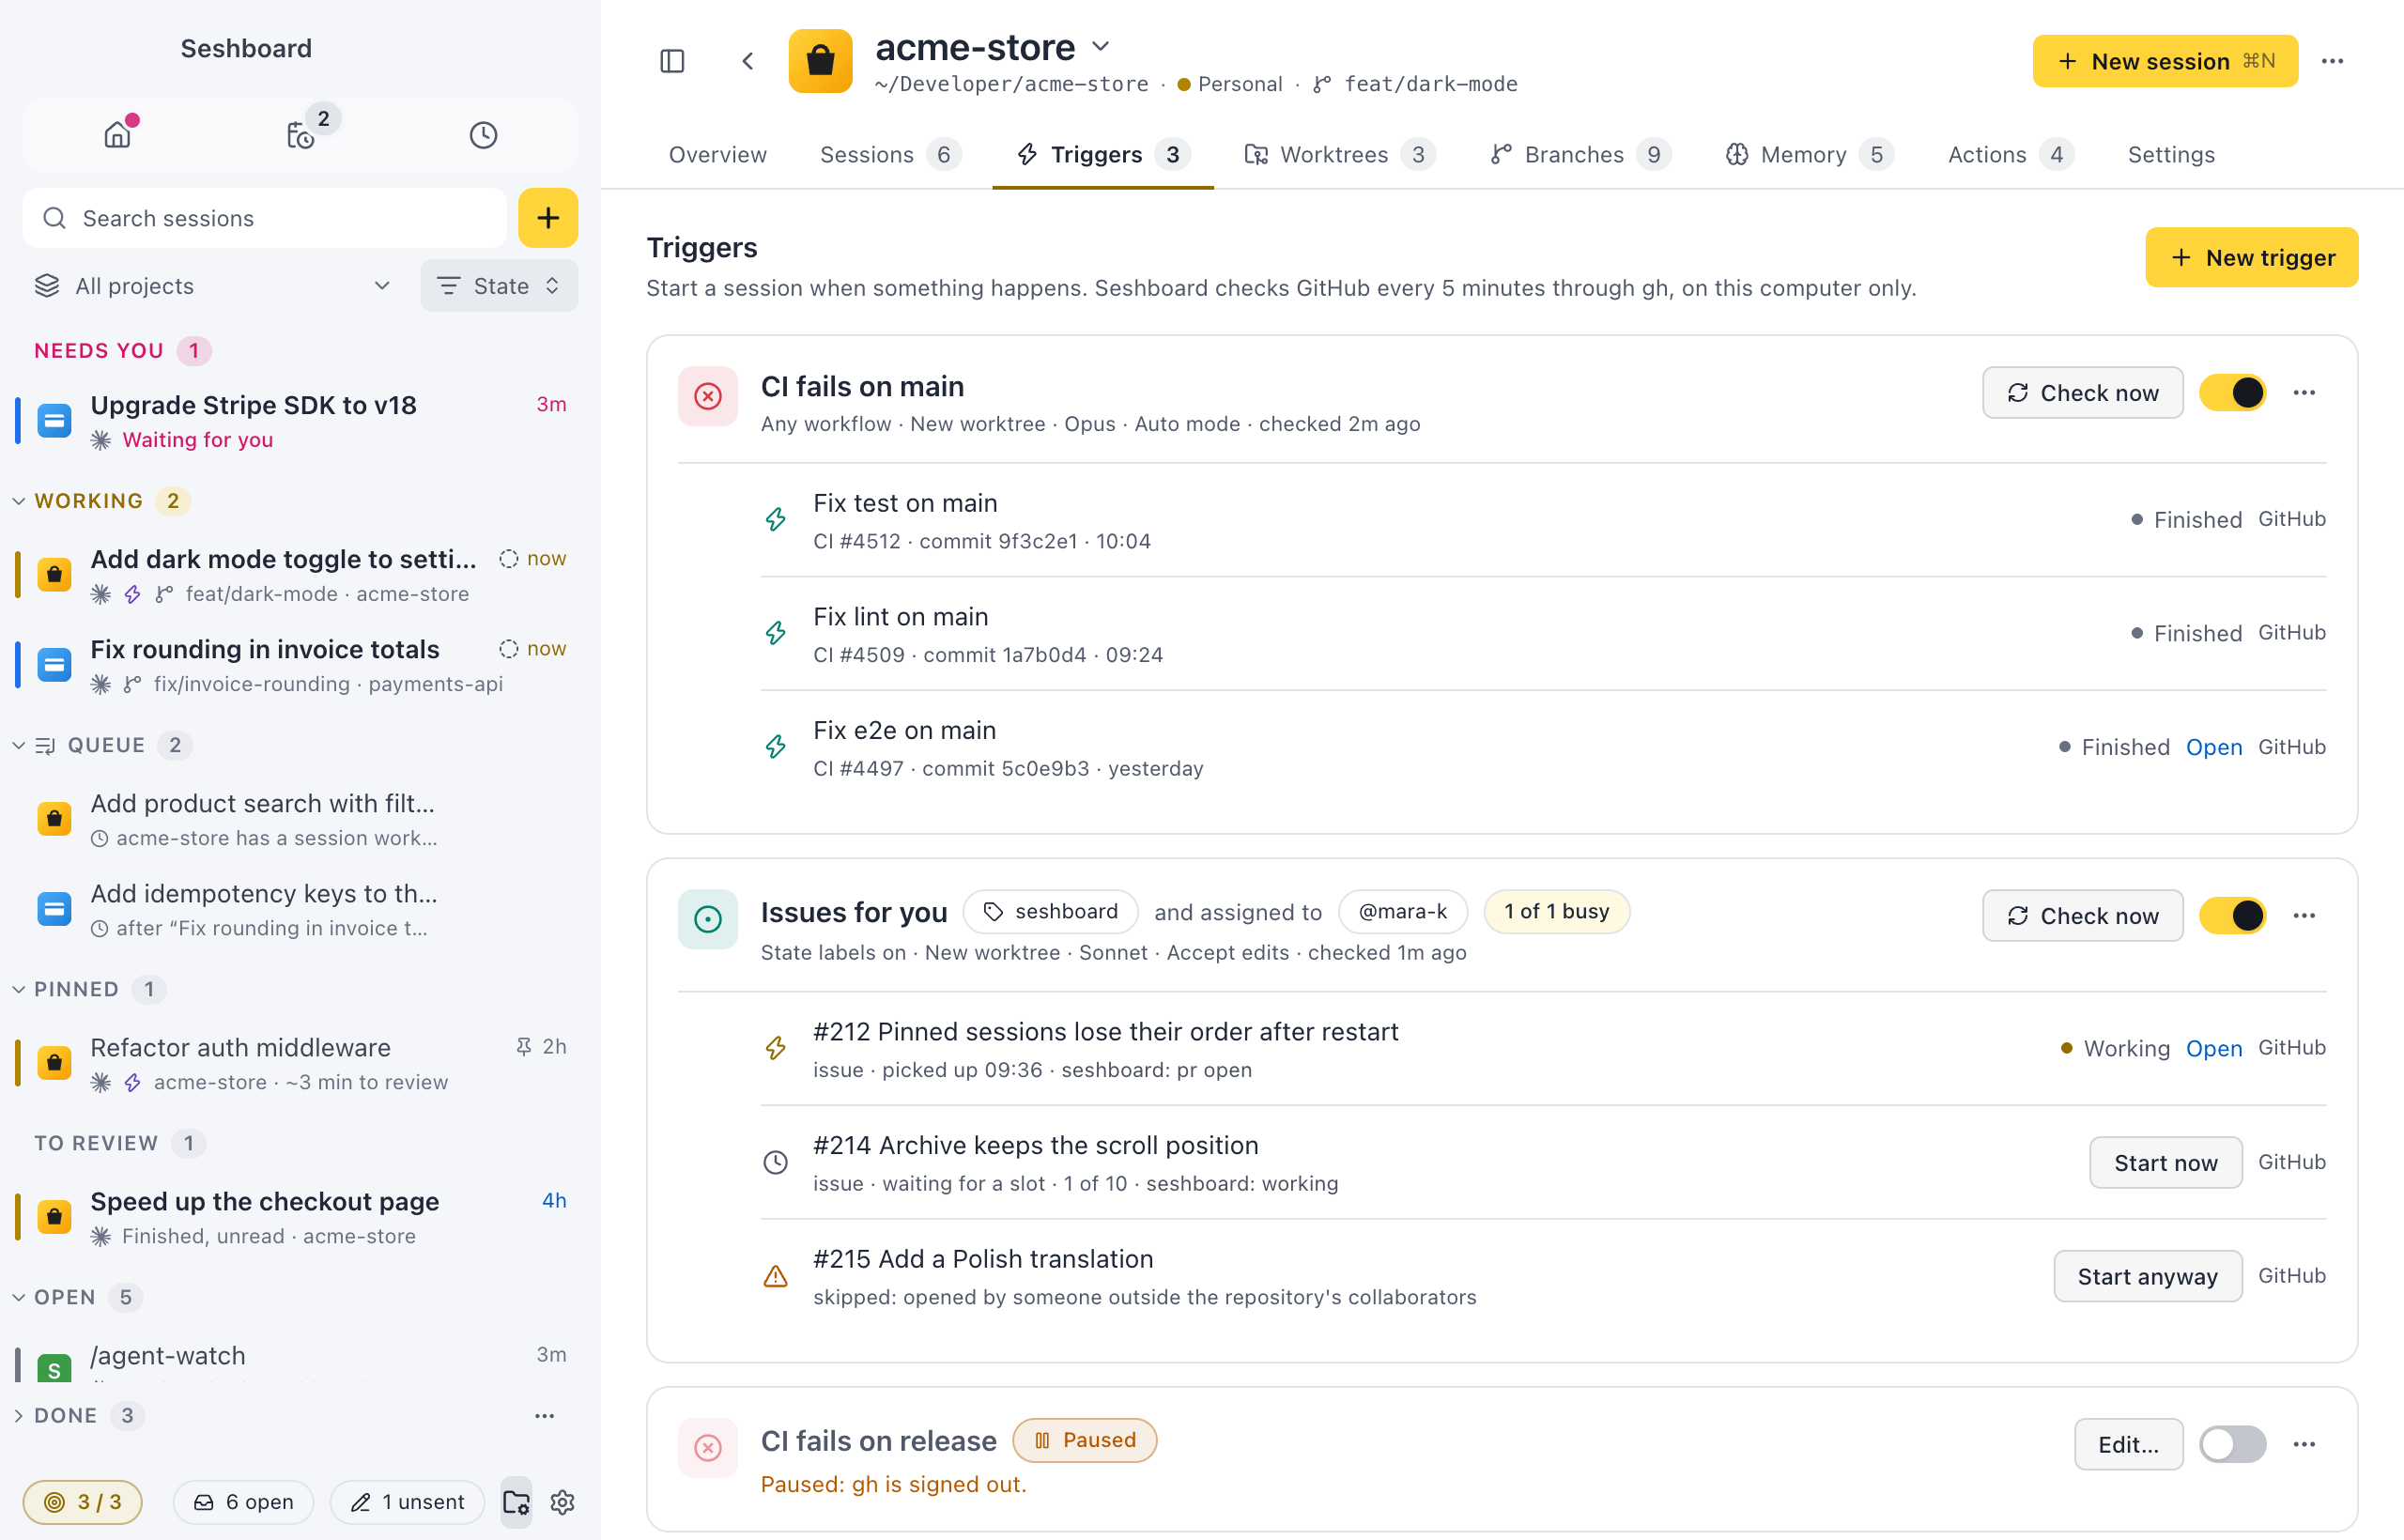 Seshboard
2
Search sessions
All projects
State
NEEDS YOU 1
Upgrade Stripe SDK to v18 3m
Waiting for you
WORKING 2
Add dark mode toggle to setti... now
feat/dark-mode · acme-store
Fix rounding in invoice totals now
fix/invoice-rounding · payments-api
QUEUE 2
Add product search with filt...
acme-store has a session work...
Add idempotency keys to th...
after “Fix rounding in invoice t...
PINNED 1
Refactor auth middleware 2h
acme-store · ~3 min to review
TO REVIEW 1
Speed up the checkout page 4h
Finished, unread · acme-store
OPEN 5
S
/agent-watch 3m
DONE 3
3 / 3
6 open
1 unsent
acme-store
~/Developer/acme-store · Personal · feat/dark-mode
New session ⌘N
Overview
Sessions 6
Triggers 3
Worktrees 3
Branches 9
Memory 5
Actions 4
Settings
Triggers
Start a session when something happens. Seshboard checks GitHub every 5 minutes through gh, on this computer only.
New trigger
CI fails on main
Any workflow · New worktree · Opus · Auto mode · checked 2m ago
Check now
Fix test on main
CI #4512 · commit 9f3c2e1 · 10:04
Finished GitHub
Fix lint on main
CI #4509 · commit 1a7b0d4 · 09:24
Finished GitHub
Fix e2e on main
CI #4497 · commit 5c0e9b3 · yesterday
Finished Open GitHub
Issues for you seshboard and assigned to @mara-k 1 of 1 busy
State labels on · New worktree · Sonnet · Accept edits · checked 1m ago
Check now
#212 Pinned sessions lose their order after restart
issue · picked up 09:36 · seshboard: pr open
Working Open GitHub
#214 Archive keeps the scroll position
issue · waiting for a slot · 1 of 10 · seshboard: working
Start now GitHub
#215 Add a Polish translation
skipped: opened by someone outside the repository's collaborators
Start anyway GitHub
CI fails on release Paused
Paused: gh is signed out.
Edit...